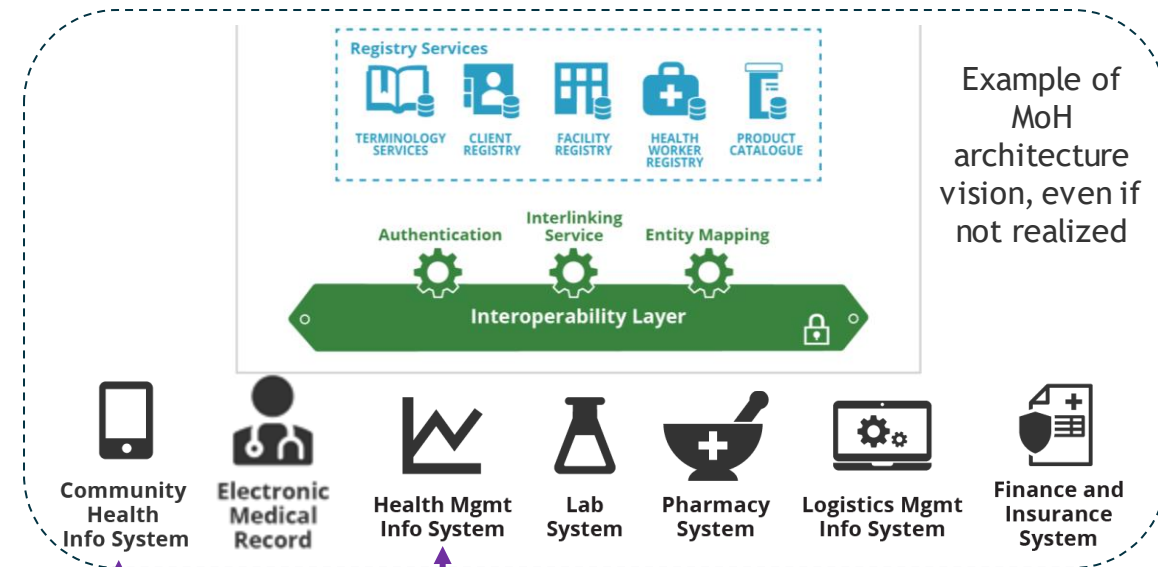 Registry Services
TERMINOLOGY
SERVICES
CLIENT
REGISTRY
FACILITY
REGISTRY
HEALTH
WORKER
REGISTRY
PRODUCT
CATALOGUE
Example of
MoH
architecture
vision, even if
not realized
Authentication
Interlinking
Service
Entity Mapping
Interoperability Layer
Community
Health
Info System
Electronic
Medical
Record
Health Mgmt
Info System
Lab
System
Pharmacy
System
Logistics Mgmt
Info System
Finance and
Insurance
System